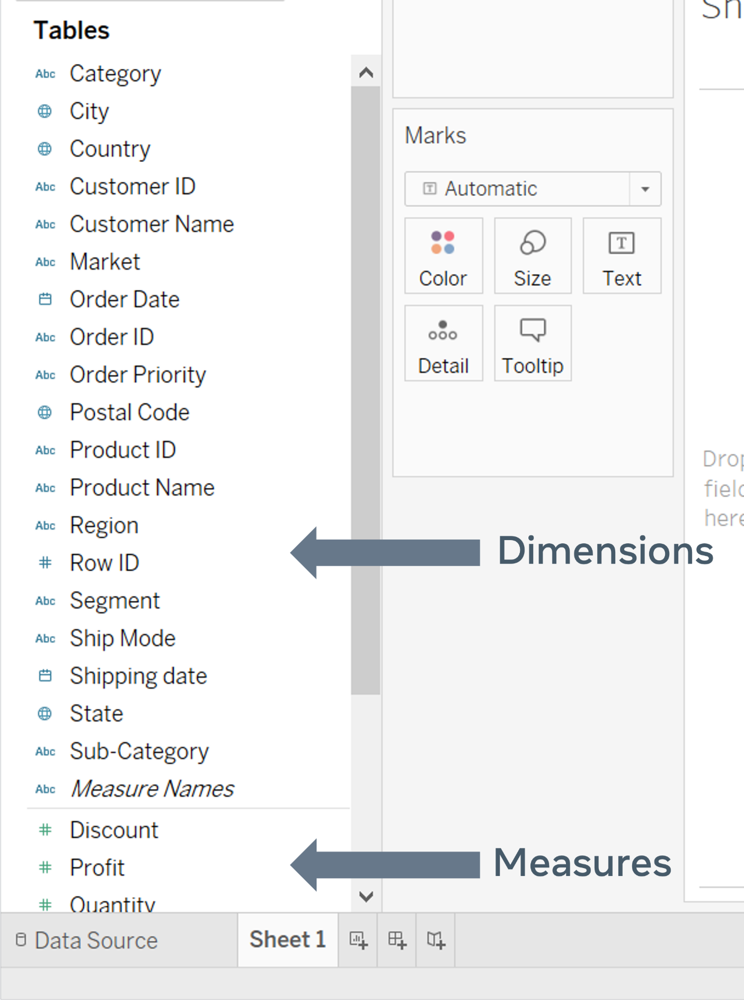 Tables
Abc Category
City
Country
Abc Customer ID
Abc Customer Name
Abc Market
Order Date
Abc Order ID
Abc Order Priority
Postal Code
Abc Product ID
Abc Product Name
Abc Region
# Row ID
Abc Segment
Abc Ship Mode
Shipping date
State
Abc Sub-Category
Abc Measure Names
# Discount
# Profit
# Quantity
Marks
T Automatic
Color
Size
T
Text
Detail
Tooltip
Dimensions
Measures
Sh
Drop
field
here
Data Source
Sheet 1